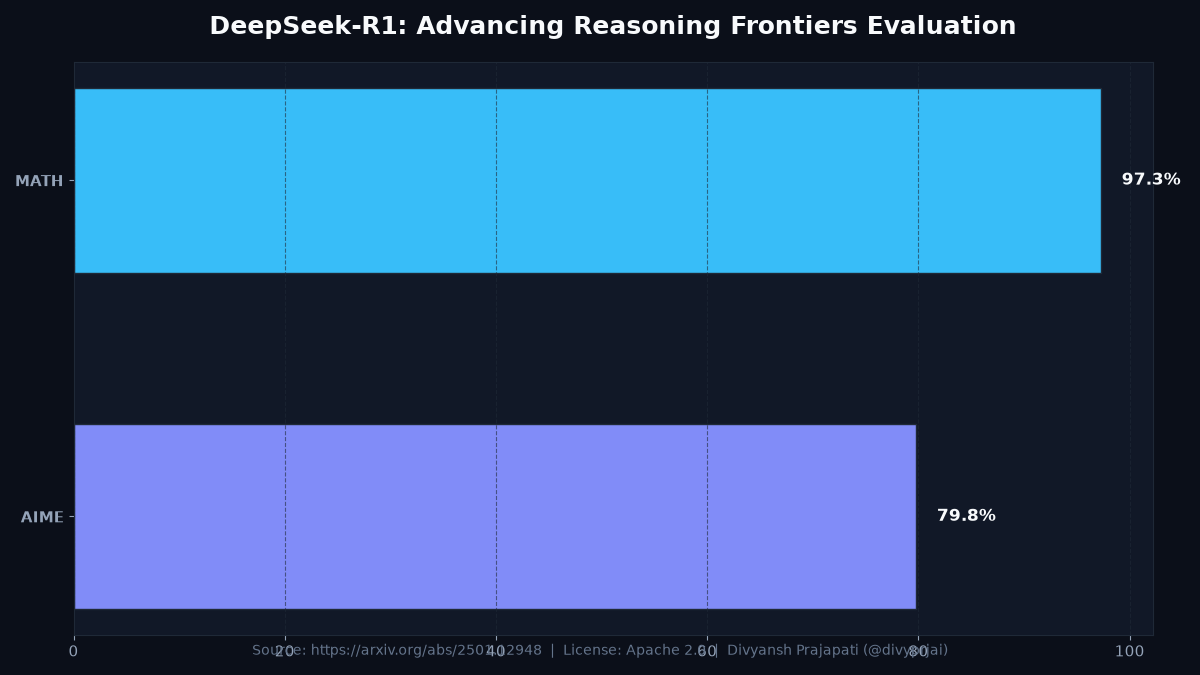 DeepSeek-R1: Advancing Reasoning Frontiers Evaluation
MATH
97.3%
AIME
79.8%
0 20 40 60 80 100
Source: https://arxiv.org/abs/2501.12948 | License: Apache 2.0 | Divyansh Prajapati (@divy